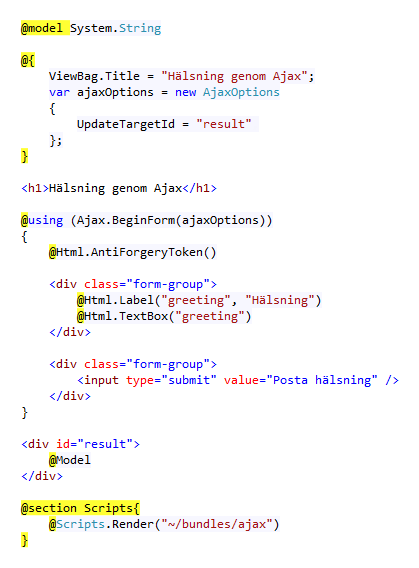 @model System.String

@{
    ViewBag.Title = "Hälsning genom Ajax";
    var ajaxOptions = new AjaxOptions
    {
        UpdateTargetId = "result"
    };
}

<h1>Hälsning genom Ajax</h1>

@using (Ajax.BeginForm(ajaxOptions))
{
    @Html.AntiForgeryToken()

    <div class="form-group">
        @Html.Label("greeting", "Hälsning")
        @Html.TextBox("greeting")
    </div>

    <div class="form-group">
        <input type="submit" value="Posta hälsning" />
    </div>
}

<div id="result">
    @Model
</div>

@section Scripts{
    @Scripts.Render("~/bundles/ajax")
}